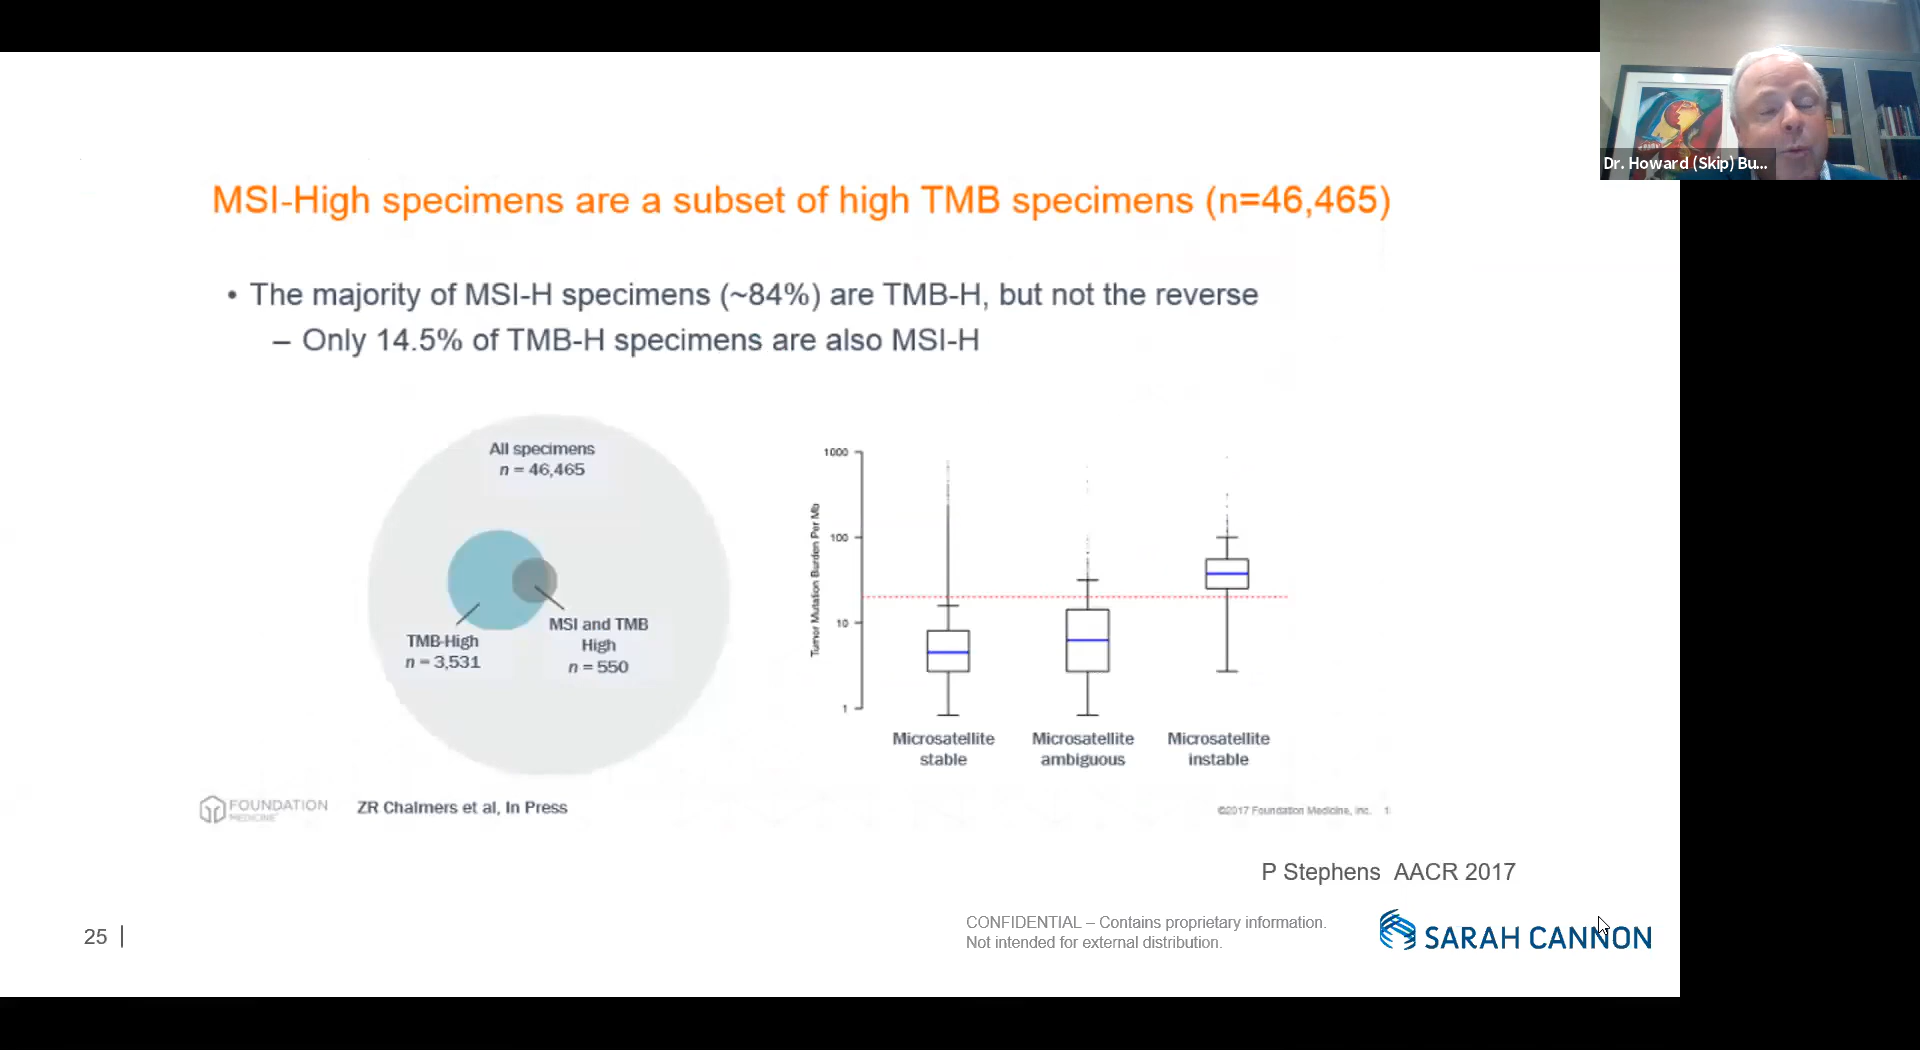 Dr. Howard (Skip) Bu...
MSI-High specimens are a subset of high TMB specimens (n=46,465)
• The majority of MSI-H specimens (~84%) are TMB-H, but not the reverse
– Only 14.5% of TMB-H specimens are also MSI-H
All specimens
n = 46,465
TMB-High
n = 3,531
MSI and TMB
High
n = 550
Tumor Mutation Burden Per Mb
1000
100
10
1
Microsatellite
stable
Microsatellite
ambiguous
Microsatellite
instable
FOUNDATION
MEDICINE
ZR Chalmers et al, In Press
©2017 Foundation Medicine, Inc. 1
P Stephens AACR 2017
25
CONFIDENTIAL – Contains proprietary information.
Not intended for external distribution.
SARAH CANNON